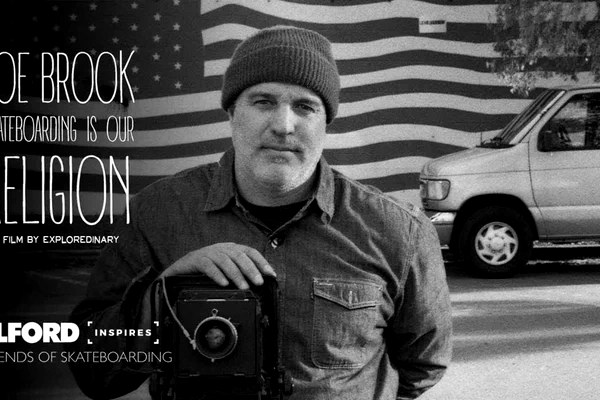 OE BROOK
ATEBOARDING IS OUR
ELIGION
FILM BY EXPLOREDINARY
LFORD [INSPIRES]
ENDS OF SKATEBOARDING